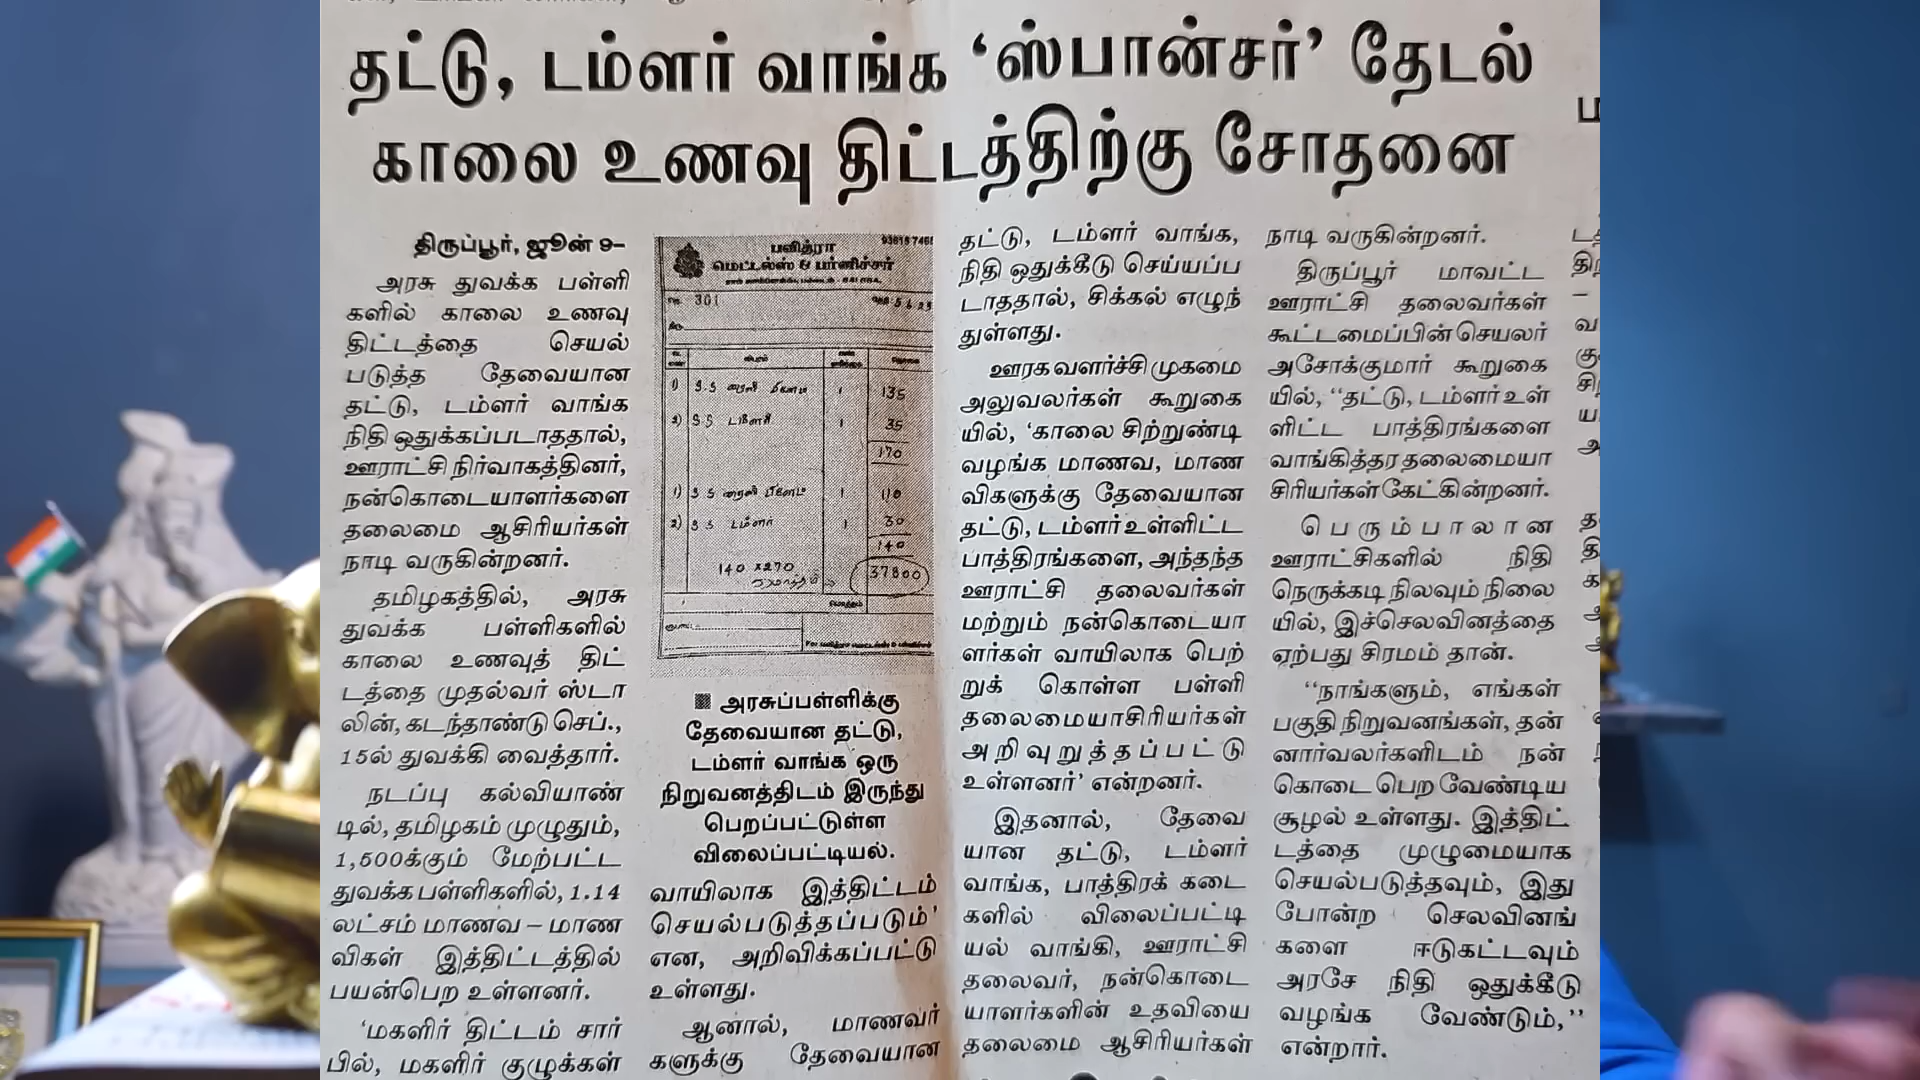 தட்டு, டம்ளர் வாங்க ‘ஸ்பான்சர்’ தேடல்
காலை உணவு திட்டத்திற்கு சோதனை
திருப்பூர், ஜூன் 9–
அரசு துவக்க பள்ளி
களில் காலை உணவு
திட்டத்தை செயல்
படுத்த தேவையான
தட்டு, டம்ளர் வாங்க
நிதி ஒதுக்கப்படாததால்,
ஊராட்சி நிர்வாகத்தினர்,
நன்கொடையாளர்களை
தலைமை ஆசிரியர்கள்
நாடி வருகின்றனர்.
தமிழகத்தில், அரசு
துவக்க பள்ளிகளில்
காலை உணவுத் திட்
டத்தை முதல்வர் ஸ்டா
லின், கடந்தாண்டு செப்.,
15ல் துவக்கி வைத்தார்.
நடப்பு கல்வியாண்
டில், தமிழகம் முழுதும்,
1,500க்கும் மேற்பட்ட
துவக்க பள்ளிகளில், 1.14
லட்சம் மாணவ – மாண
விகள் இத்திட்டத்தில்
பயன்பெற உள்ளனர்.
‘மகளிர் திட்டம் சார்
பில், மகளிர் குழுக்கள்
பவித்ரா
மெட்டல்ஸ் & பர்னிச்சர்
301
1) S.S 1 135
2) S S டம்ளர் 1 35
170
1) S S 1 110
2) S S டம்ளர் 1 30
140
140 x 270
37800
அரசுப்பள்ளிக்கு
தேவையான தட்டு,
டம்ளர் வாங்க ஒரு
நிறுவனத்திடம் இருந்து
பெறப்பட்டுள்ள
விலைப்பட்டியல்.
வாயிலாக இத்திட்டம்
செயல்படுத்தப்படும்’
என, அறிவிக்கப்பட்டு
உள்ளது.
ஆனால், மாணவர்
களுக்கு தேவையான
தட்டு, டம்ளர் வாங்க,
நிதி ஒதுக்கீடு செய்யப்ப
டாததால், சிக்கல் எழுந்
துள்ளது.
ஊரக வளர்ச்சி முகமை
அலுவலர்கள் கூறுகை
யில், ‘காலை சிற்றுண்டி
வழங்க மாணவ, மாண
விகளுக்கு தேவையான
தட்டு, டம்ளர் உள்ளிட்ட
பாத்திரங்களை, அந்தந்த
ஊராட்சி தலைவர்கள்
மற்றும் நன்கொடையா
ளர்கள் வாயிலாக பெற்
றுக் கொள்ள பள்ளி
தலைமையாசிரியர்கள்
அறிவுறுத்தப்பட்டு
உள்ளனர்’ என்றனர்.
இதனால், தேவை
யான தட்டு, டம்ளர்
வாங்க, பாத்திரக் கடை
களில் விலைப்பட்டி
யல் வாங்கி, ஊராட்சி
தலைவர், நன்கொடை
யாளர்களின் உதவியை
தலைமை ஆசிரியர்கள்
நாடி வருகின்றனர்.
திருப்பூர் மாவட்ட
ஊராட்சி தலைவர்கள்
கூட்டமைப்பின் செயலர்
அசோக்குமார் கூறுகை
யில், ‘‘தட்டு, டம்ளர் உள்
ளிட்ட பாத்திரங்களை
வாங்கித்தர தலைமையா
சிரியர்கள் கேட்கின்றனர்.
பெரும்பாலான
ஊராட்சிகளில் நிதி
நெருக்கடி நிலவும் நிலை
யில், இச்செலவினத்தை
ஏற்பது சிரமம் தான்.
‘‘நாங்களும், எங்கள்
பகுதி நிறுவனங்கள், தன்
னார்வலர்களிடம் நன்
கொடை பெற வேண்டிய
சூழல் உள்ளது. இத்திட்
டத்தை முழுமையாக
செயல்படுத்தவும், இது
போன்ற செலவினங்
களை ஈடுகட்டவும்
அரசே நிதி ஒதுக்கீடு
வழங்க வேண்டும்,’’
என்றார்.